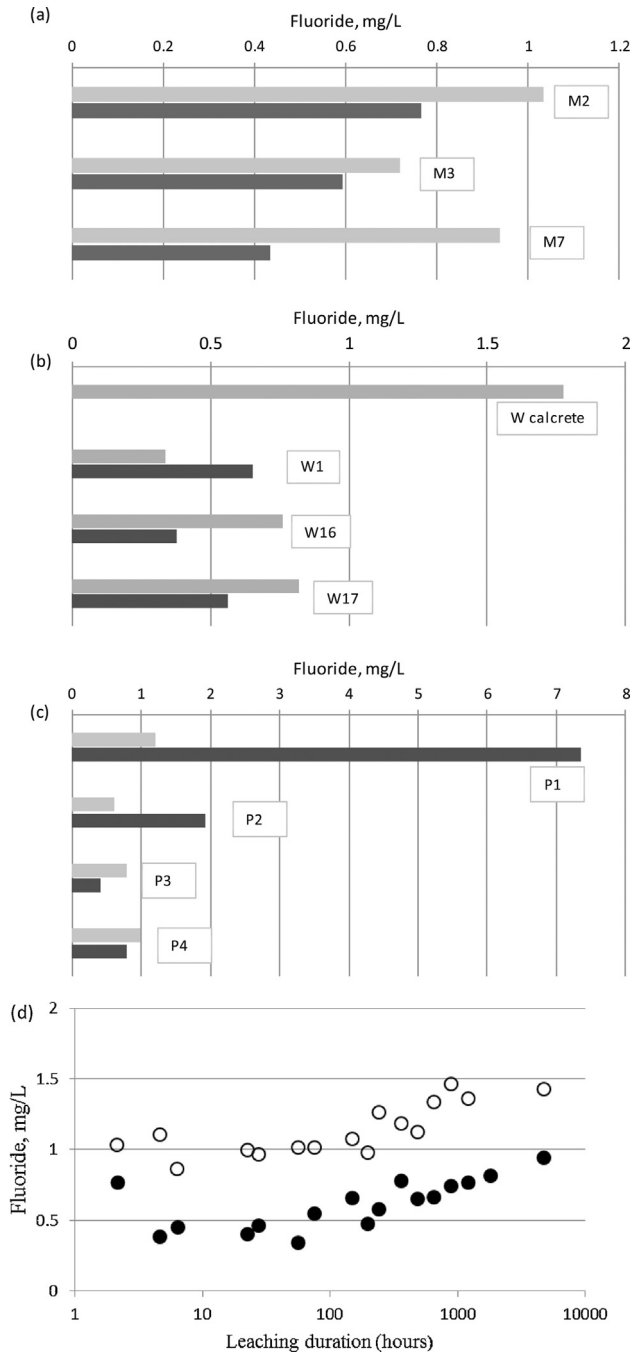 (a)
Fluoride, mg/L
0 0.2 0.4 0.6 0.8 1 1.2
M2
M3
M7
Fluoride, mg/L
0 0.5 1 1.5 2
(b)
W calcrete
W1
W16
W17
Fluoride, mg/L
0 1 2 3 4 5 6 7 8
(c)
P1
P2
P3
P4
(d)
2
1.5
1
0.5
0
Fluoride, mg/L
1 10 100 1000 10000
Leaching duration (hours)